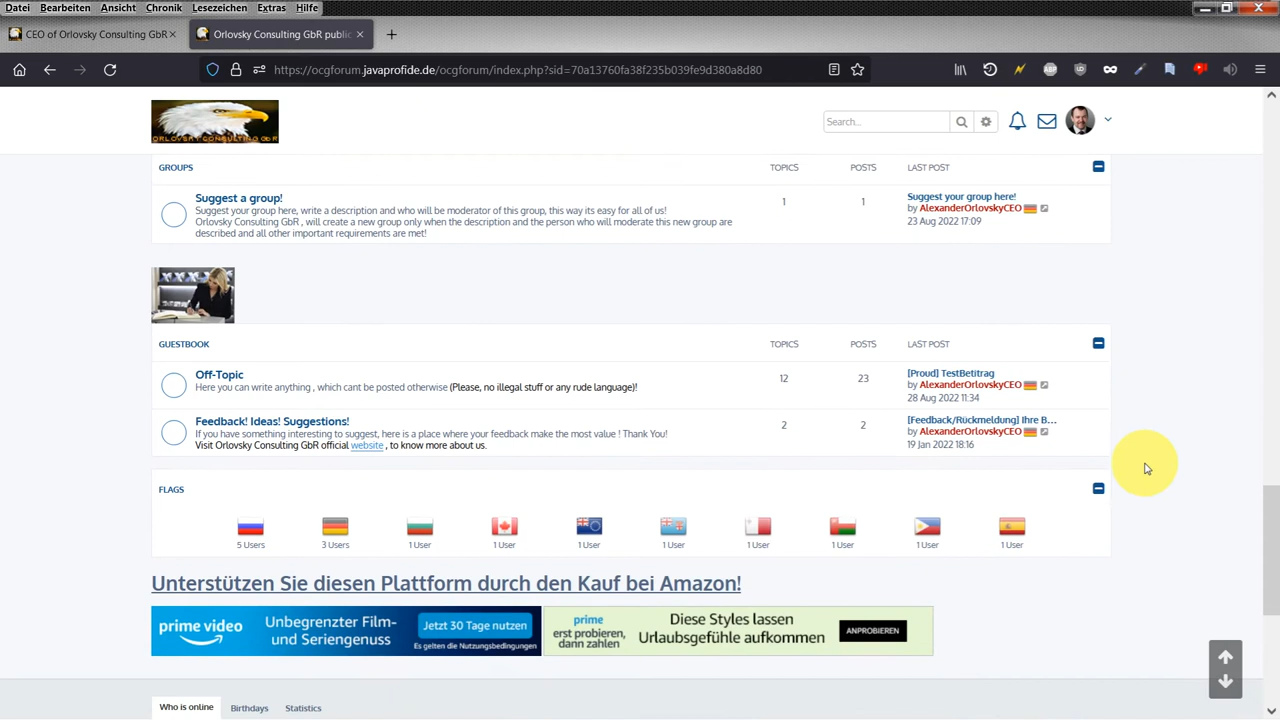 Datei Bearbeiten Ansicht Chronik Lesezeichen Extras Hilfe
CEO of Orlovsky Consulting GbR
Orlovsky Consulting GbR public
https://ocgforum.javaprofide.de/ocgforum/index.php?sid=70a13760fa38f235b039fe9d380a8d80
ORLOVSKY CONSULTING GBR
Search...
GROUPS TOPICS POSTS LAST POST
Suggest a group! 1 1 Suggest your group here!
Suggest your group here, write a description and who will be moderator of this group, this way its easy for all of us! by AlexanderOrlovskyCEO
Orlovsky Consulting GbR , will create a new group only when the description and the person who will moderate this new group are 23 Aug 2022 17:09
described and all other important requirements are met!
GUESTBOOK TOPICS POSTS LAST POST
Off-Topic 12 23 [Proud] TestBetitrag
Here you can write anything , which cant be posted otherwise (Please, no illegal stuff or any rude language)! by AlexanderOrlovskyCEO
28 Aug 2022 11:34
Feedback! Ideas! Suggestions! 2 2 [Feedback/Rückmeldung] Ihre B...
If you have something interesting to suggest, here is a place where your feedback make the most value ! Thank You! by AlexanderOrlovskyCEO
Visit Orlovsky Consulting GbR official website , to know more about us. 19 Jan 2022 18:16
FLAGS
5 Users 3 Users 1 User 1 User 1 User 1 User 1 User 1 User 1 User 1 User
Unterstützen Sie diesen Plattform durch den Kauf bei Amazon!
prime video Unbegrenzter Film- und Seriengenuss Jetzt 30 Tage nutzen
Es gelten die Nutzungsbedingungen
prime erst probieren, dann zahlen Diese Styles lassen Urlaubsgefühle aufkommen ANPROBIEREN
Who is online Birthdays Statistics